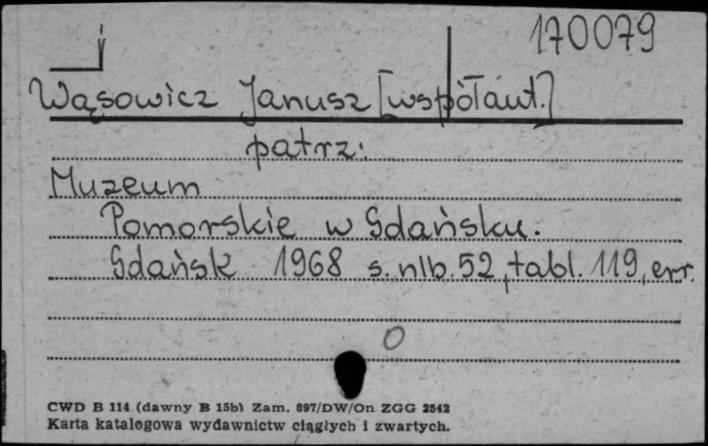 170079
Wąsowicz Janusz [współaut.]
patrz:
Muzeum
Pomorskie w Gdańsku.
Gdańsk 1968 s. nlb. 52, tabl. 119, err.
0
CWD B 114 (dawny B 15b) Zam. 897/DW/On ZGG 2542
Karta katalogowa wydawnictw ciągłych i zwartych.